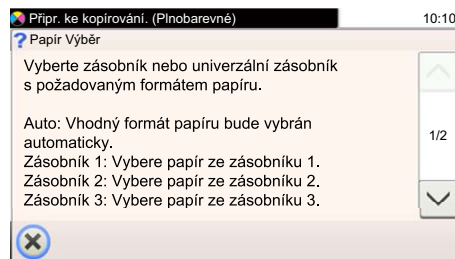 Připr. ke kopírování. (Plnobarevné)
10:10
? Papír Výběr
Vyberte zásobník nebo univerzální zásobník
s požadovaným formátem papíru.
Auto: Vhodný formát papíru bude vybrán
automaticky.
1/2
Zásobník 1: Vybere papír ze zásobníku 1.
Zásobník 2: Vybere papír ze zásobníku 2.
Zásobník 3: Vybere papír ze zásobníku 3.